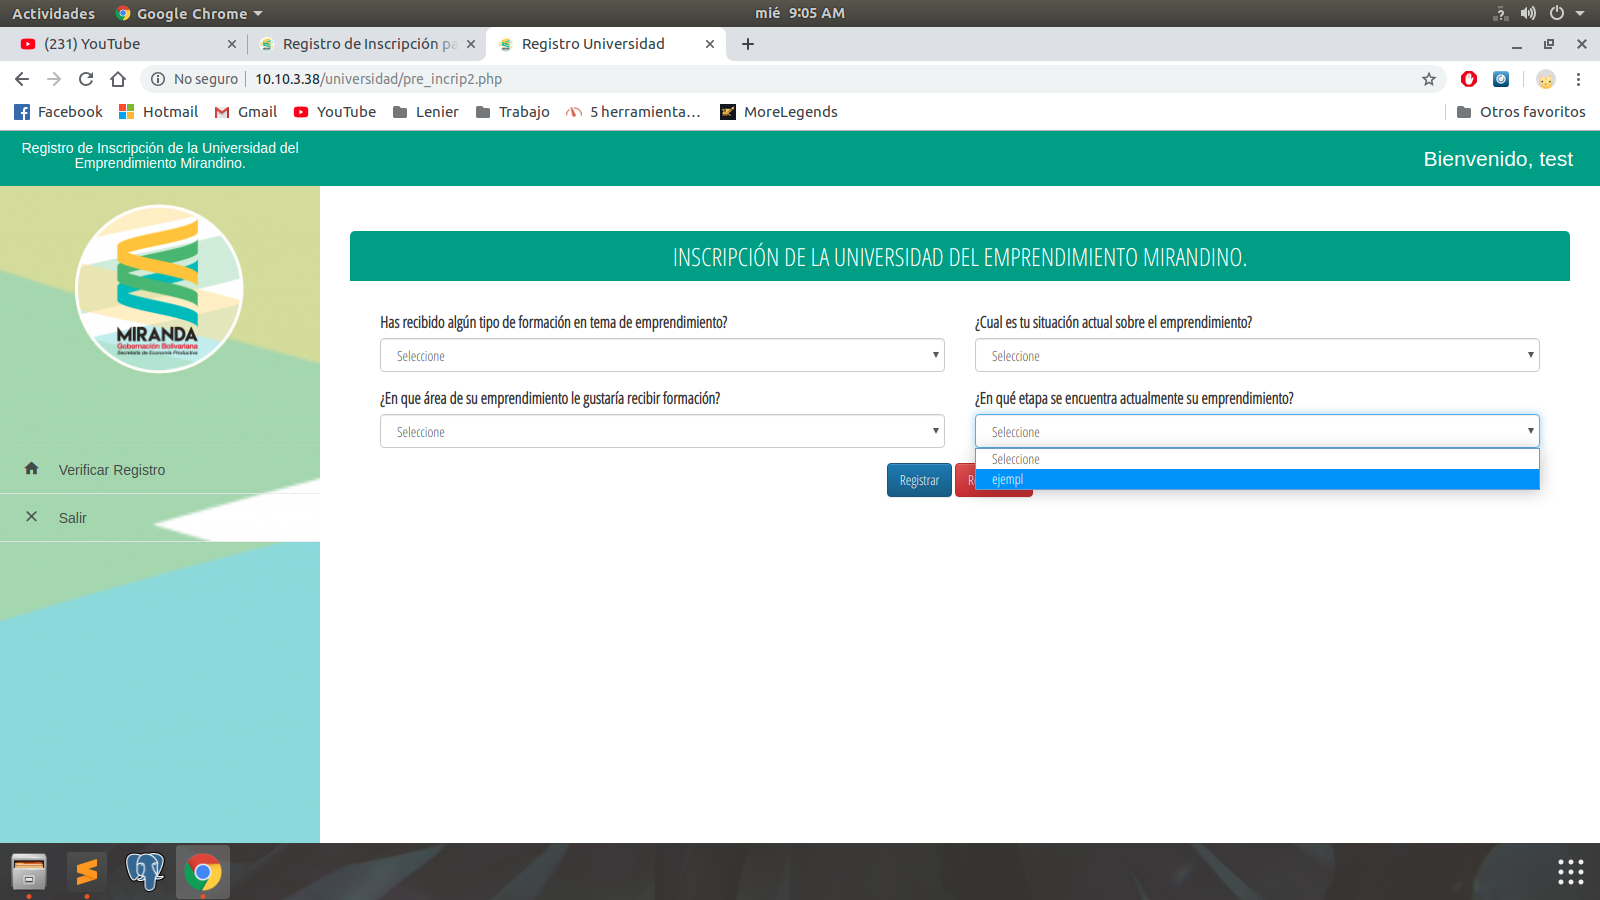 Actividades
Google Chrome
mié 9:05 AM
(231) YouTube
Registro de Inscripción pa
Registro Universidad
No seguro
10.10.3.38/universidad/pre_incrip2.php
Facebook
Hotmail
Gmail
YouTube
Lenier
Trabajo
5 herramienta...
MoreLegends
Otros favoritos
Registro de Inscripción de la Universidad del
Emprendimiento Mirandino.
Bienvenido, test
MIRANDA
Gobernación Bolivariana
Secretaría de Economía Productiva
Verificar Registro
Salir
INSCRIPCIÓN DE LA UNIVERSIDAD DEL EMPRENDIMIENTO MIRANDINO.
Has recibido algún tipo de formación en tema de emprendimiento?
Seleccione
¿Cual es tu situación actual sobre el emprendimiento?
Seleccione
¿En que área de su emprendimiento le gustaría recibir formación?
Seleccione
¿En qué etapa se encuentra actualmente su emprendimiento?
Seleccione
Seleccione
ejempl
Registrar